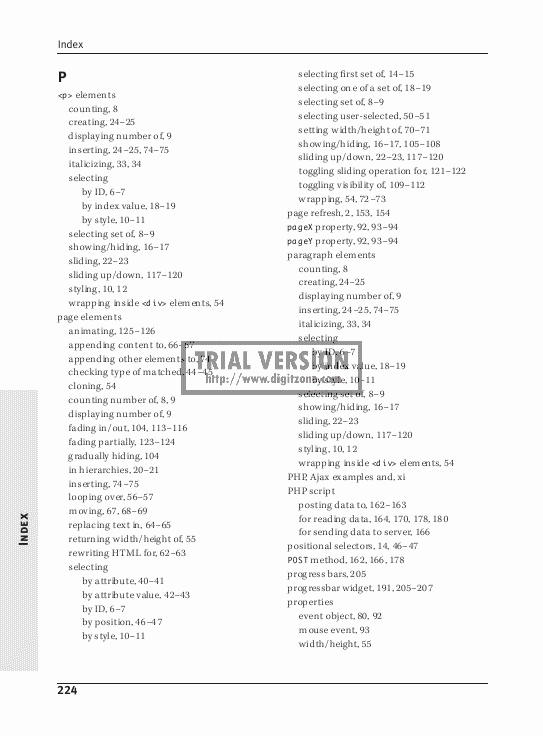 Index
P
<p> elements
counting, 8
creating, 24–25
displaying number of, 9
inserting, 24–25, 74–75
italicizing, 33, 34
selecting
by ID, 6–7
by index value, 18–19
by style, 10–11
selecting set of, 8–9
showing/hiding, 16–17
sliding, 22–23
sliding up/down, 117–120
styling, 10, 12
wrapping inside <div> elements, 54
page elements
animating, 125–126
appending content to, 66–67
appending other elements to, 74
checking type of matched, 44–45
cloning, 54
counting number of, 8, 9
displaying number of, 9
fading in/out, 104, 113–116
fading partially, 123–124
gradually hiding, 104
in hierarchies, 20–21
inserting, 74–75
looping over, 56–57
moving, 67, 68–69
replacing text in, 64–65
returning width/height of, 55
rewriting HTML for, 62–63
selecting
by attribute, 40–41
by attribute value, 42–43
by ID, 6–7
by position, 46–47
by style, 10–11
selecting first set of, 14–15
selecting one of a set of, 18–19
selecting set of, 8–9
selecting user-selected, 50–51
setting width/height of, 70–71
showing/hiding, 16–17, 105–108
sliding up/down, 22–23, 117–120
toggling sliding operation for, 121–122
toggling visibility of, 109–112
wrapping, 54, 72–73
page refresh, 2, 153, 154
pageX property, 92, 93–94
pageY property, 92, 93–94
paragraph elements
counting, 8
creating, 24–25
displaying number of, 9
inserting, 24–25, 74–75
italicizing, 33, 34
selecting
by ID, 6–7
by index value, 18–19
by style, 10–11
selecting set of, 8–9
showing/hiding, 16–17
sliding, 22–23
sliding up/down, 117–120
styling, 10, 12
wrapping inside <div> elements, 54
PHP, Ajax examples and, xi
PHP script
posting data to, 162–163
for reading data, 164, 170, 178, 180
for sending data to server, 166
positional selectors, 14, 46–47
POST method, 162, 166, 178
progress bars, 205
progressbar widget, 191, 205–207
properties
event object, 80, 92
mouse event, 93
width/height, 55
TRIAL VERSION
http://www.digitzone.com
INDEX
224